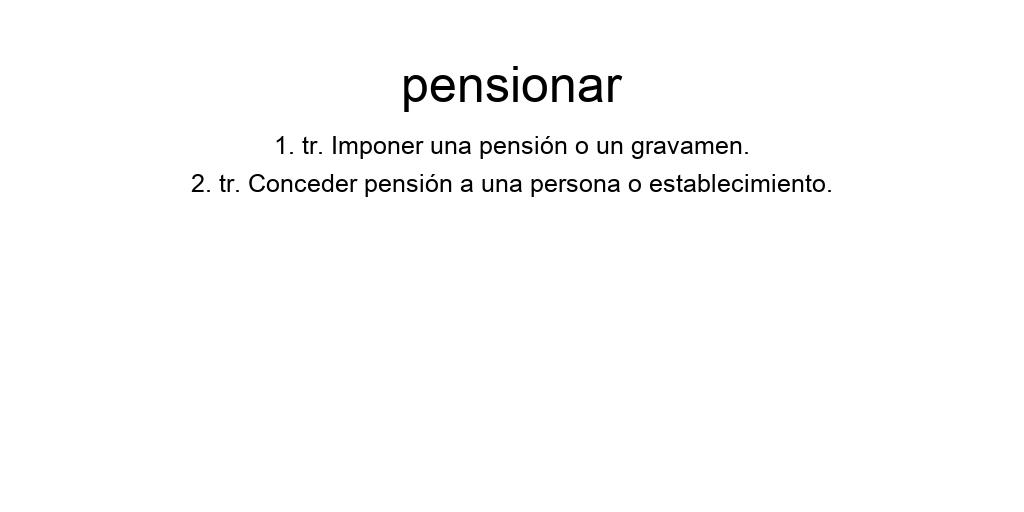 pensionar
1. tr. Imponer una pensión o un gravamen.
2. tr. Conceder pensión a una persona o establecimiento.